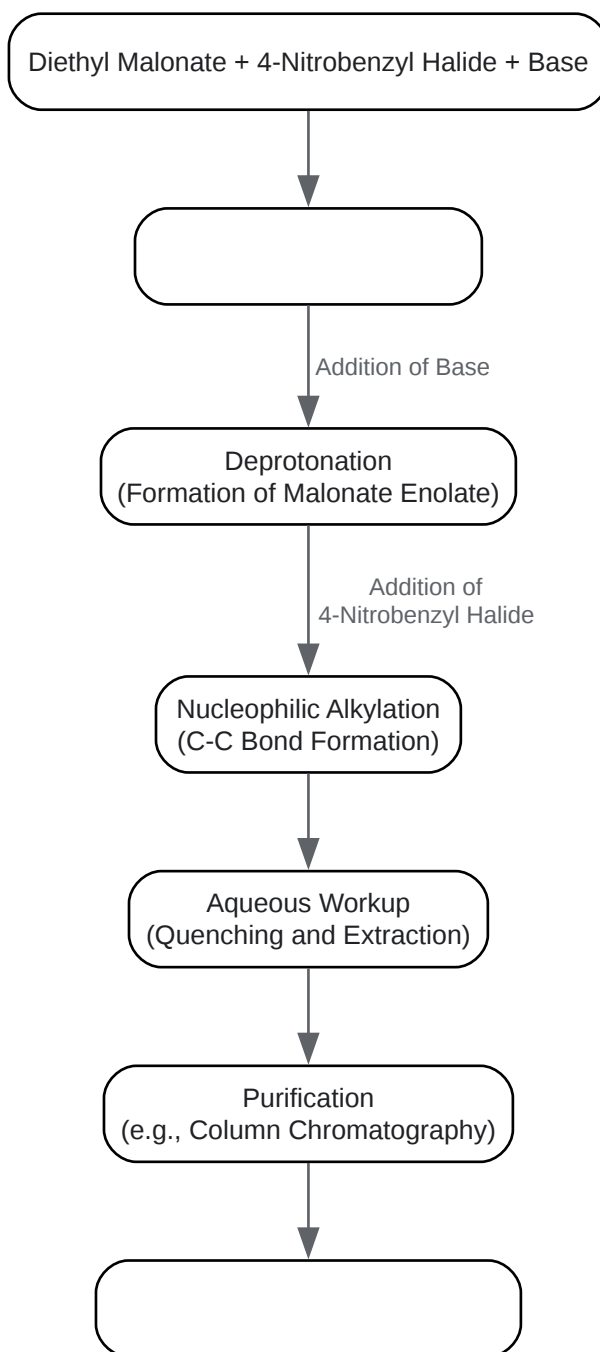 Diethyl Malonate + 4-Nitrobenzyl Halide + Base
Addition of Base
Deprotonation
(Formation of Malonate Enolate)
Addition of
4-Nitrobenzyl Halide
Nucleophilic Alkylation
(C-C Bond Formation)
Aqueous Workup
(Quenching and Extraction)
Purification
(e.g., Column Chromatography)